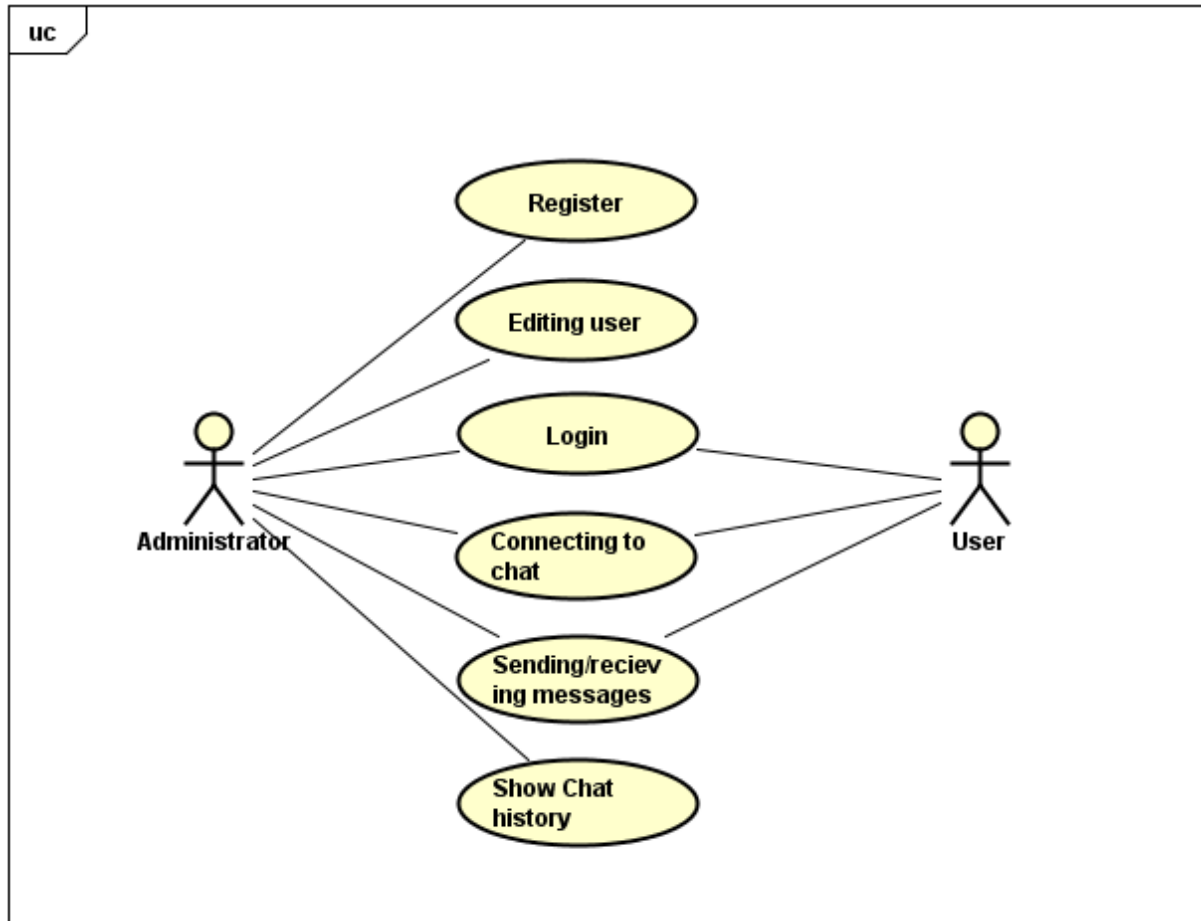 uc
Register
Editing user
Login
Administrator
Connecting to
chat
User
Sending/reciev
ing messages
Show Chat
history